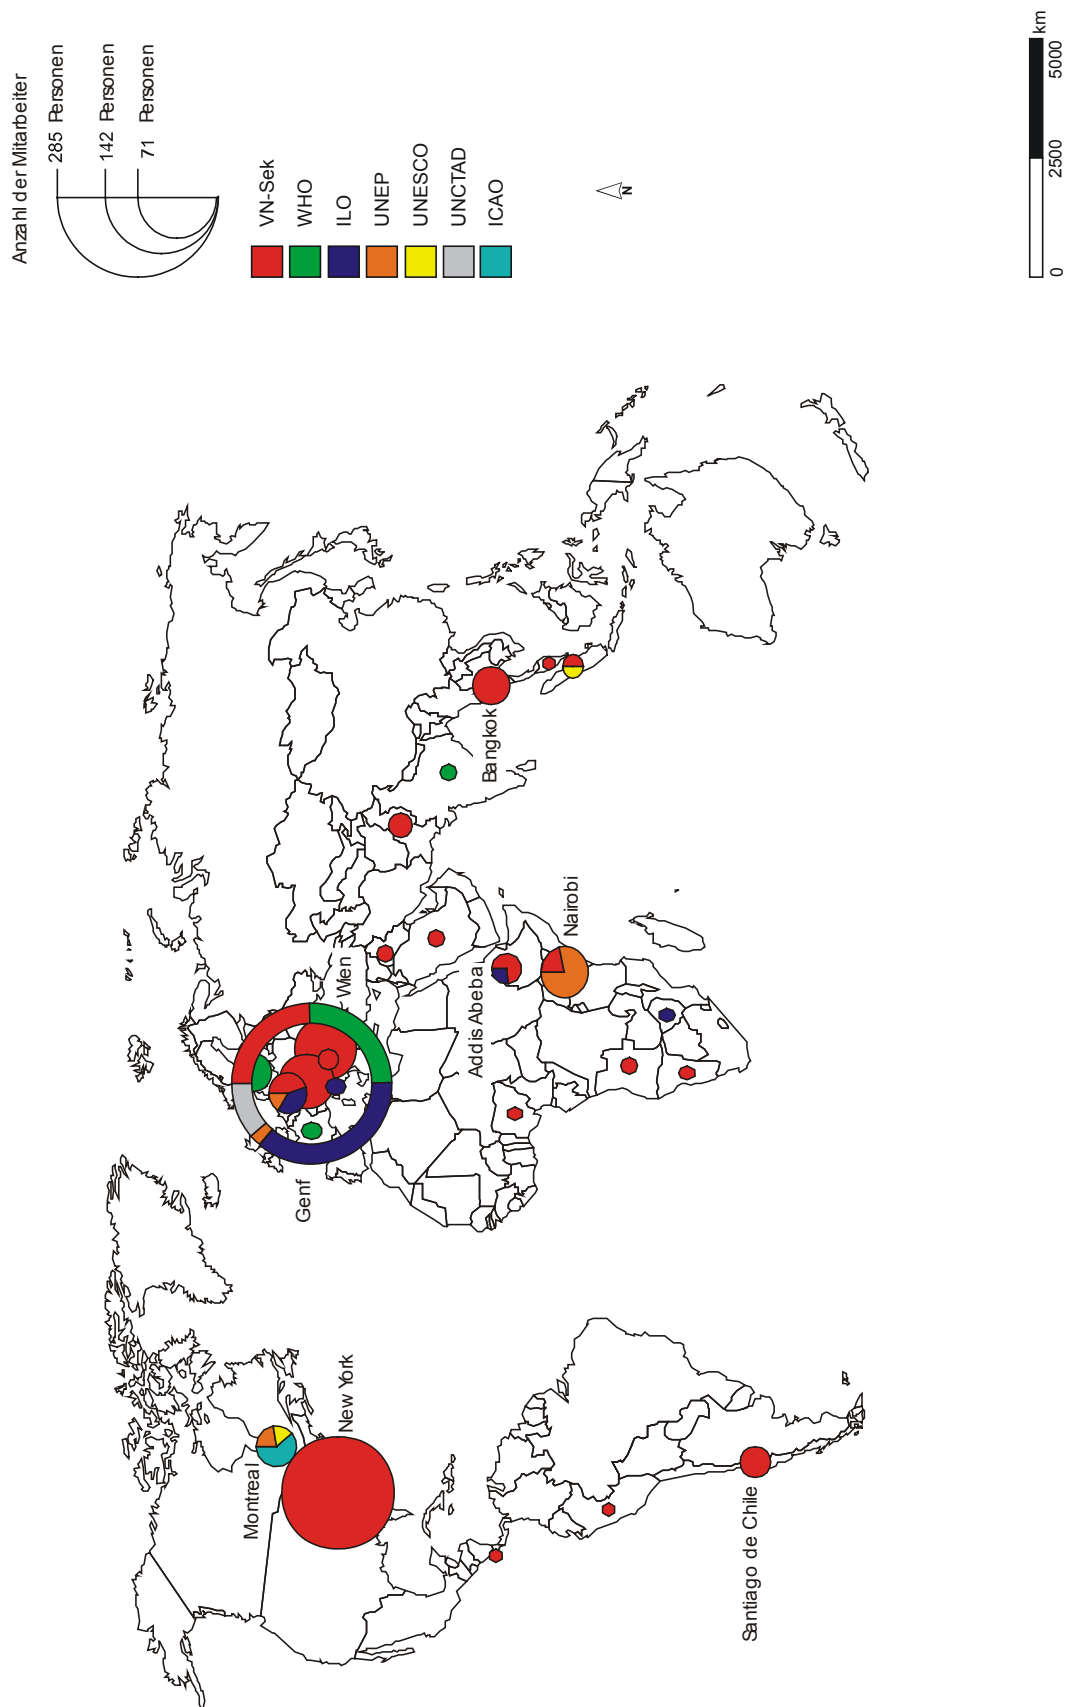 Anzahl der Mitarbeiter
285 Personen
142 Personen
71 Personen
VN-Sek
WHO
ILO
UNEP
UNESCO
UNCTAD
ICAO
N
0 2500 5000 km
Montreal
New York
Genf
Wien
Addis Abeba
Nairobi
Bangkok
Santiago de Chile